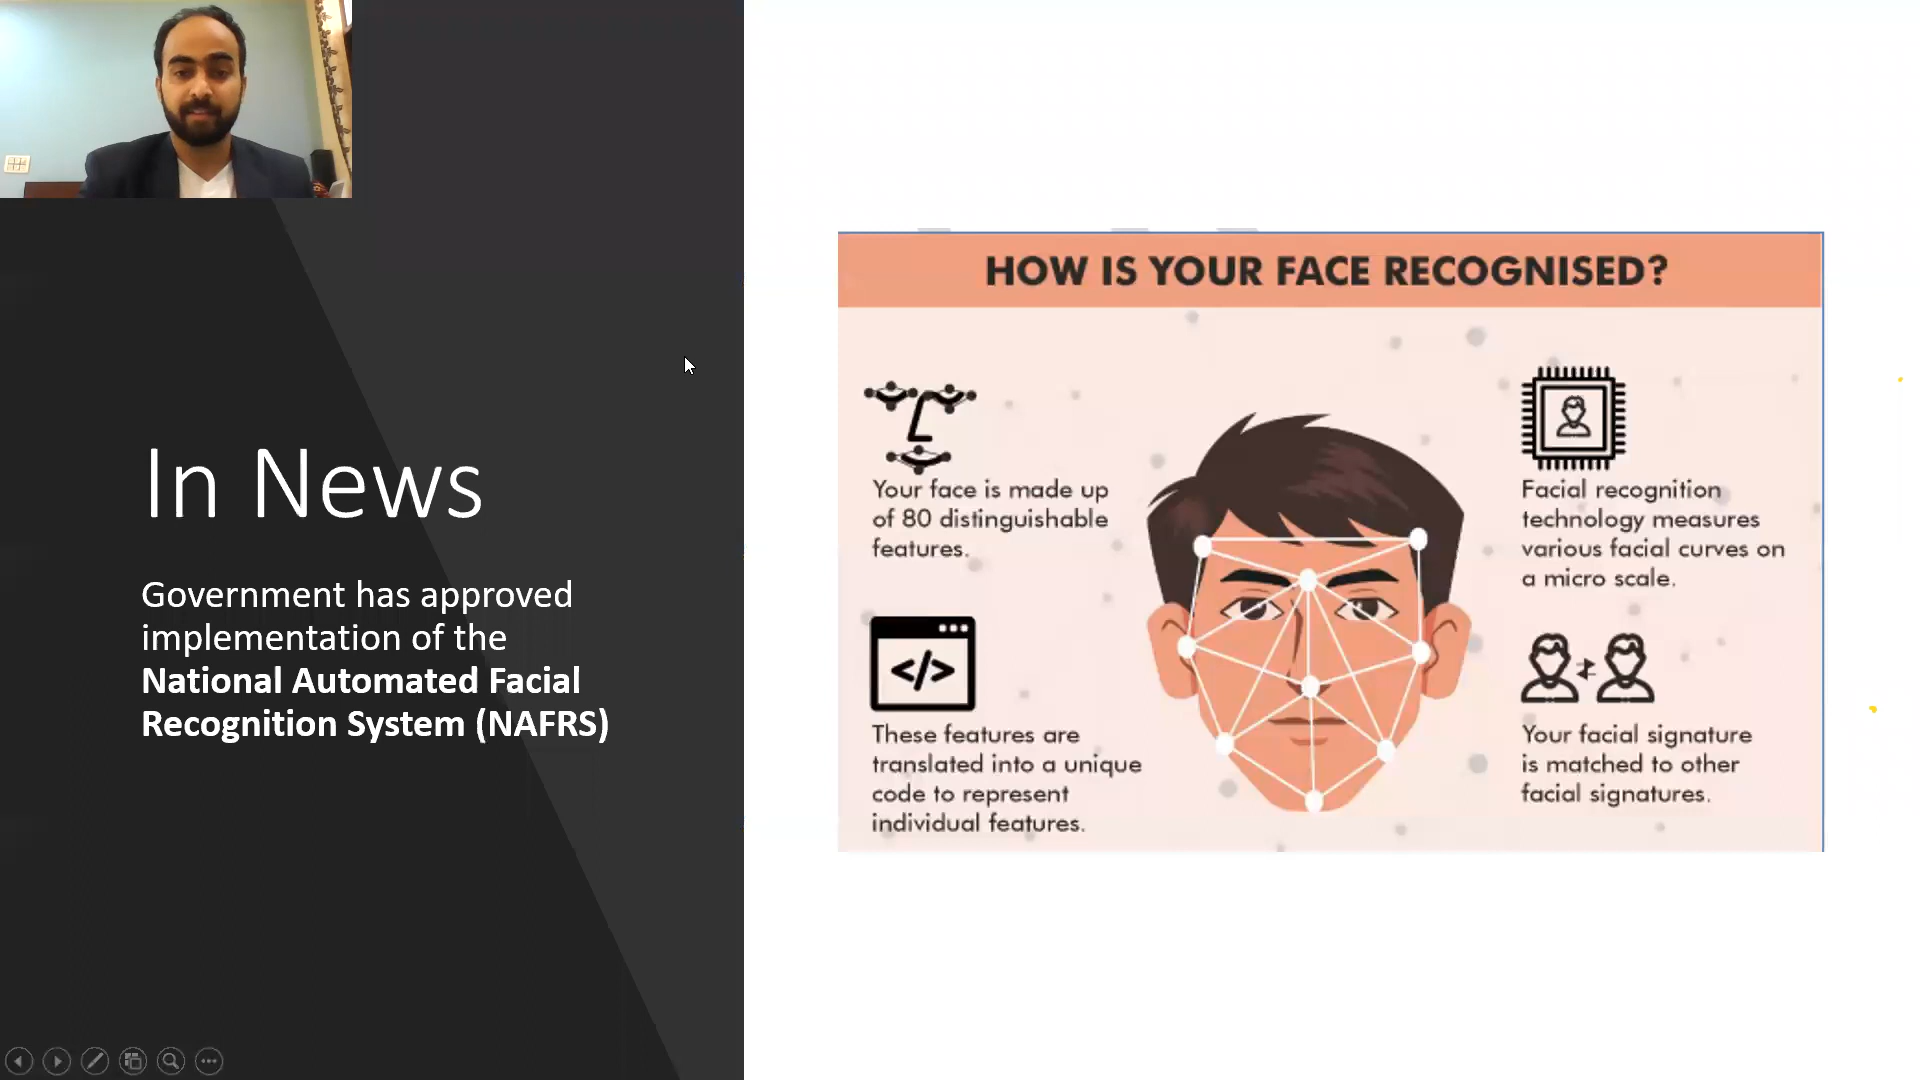 In News
Government has approved
implementation of the
National Automated Facial
Recognition System (NAFRS)
HOW IS YOUR FACE RECOGNISED?
Your face is made up
of 80 distinguishable
features.
</>
These features are
translated into a unique
code to represent
individual features.
Facial recognition
technology measures
various facial curves on
a micro scale.
Your facial signature
is matched to other
facial signatures.